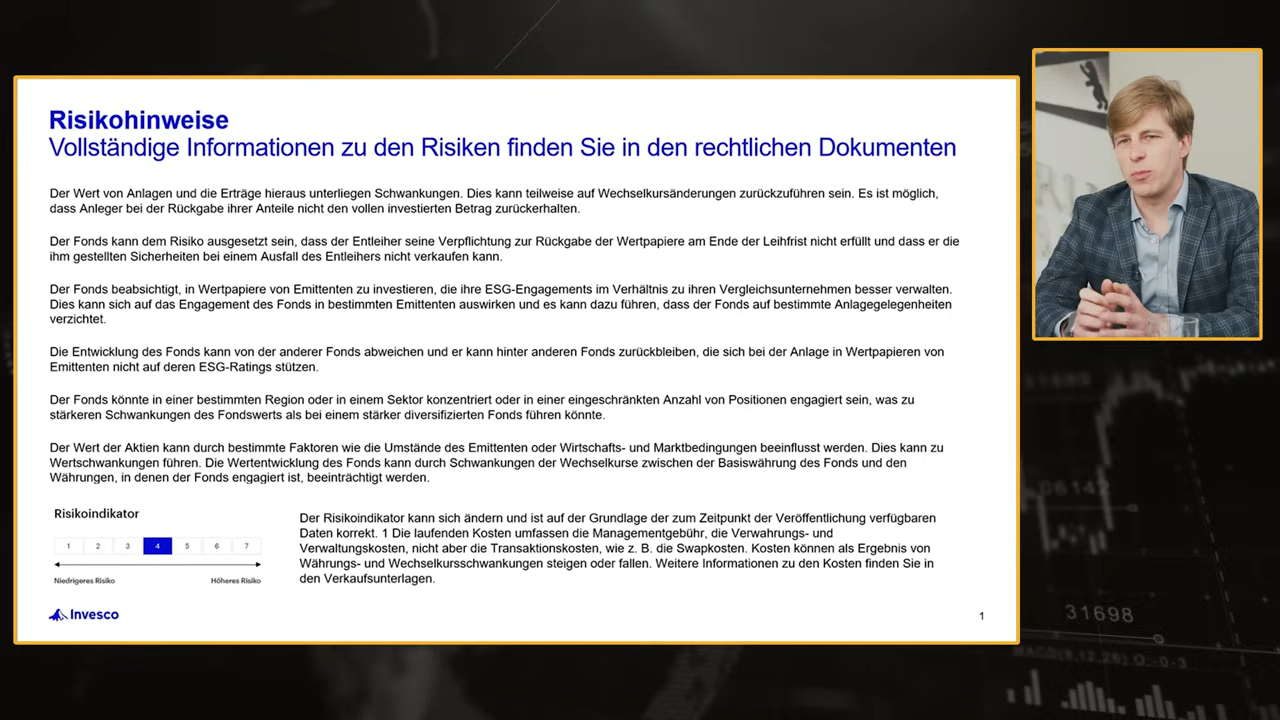 Risikohinweise
Vollständige Informationen zu den Risiken finden Sie in den rechtlichen Dokumenten
Der Wert von Anlagen und die Erträge hieraus unterliegen Schwankungen. Dies kann teilweise auf Wechselkursänderungen zurückzuführen sein. Es ist möglich,
dass Anleger bei der Rückgabe ihrer Anteile nicht den vollen investierten Betrag zurückerhalten.
Der Fonds kann dem Risiko ausgesetzt sein, dass der Entleiher seine Verpflichtung zur Rückgabe der Wertpapiere am Ende der Leihfrist nicht erfüllt und dass er die
ihm gestellten Sicherheiten bei einem Ausfall des Entleihers nicht verkaufen kann.
Der Fonds beabsichtigt, in Wertpapiere von Emittenten zu investieren, die ihre ESG-Engagements im Verhältnis zu ihren Vergleichsunternehmen besser verwalten.
Dies kann sich auf das Engagement des Fonds in bestimmten Emittenten auswirken und es kann dazu führen, dass der Fonds auf bestimmte Anlagegelegenheiten
verzichtet.
Die Entwicklung des Fonds kann von der anderer Fonds abweichen und er kann hinter anderen Fonds zurückbleiben, die sich bei der Anlage in Wertpapieren von
Emittenten nicht auf deren ESG-Ratings stützen.
Der Fonds könnte in einer bestimmten Region oder in einem Sektor konzentriert oder in einer eingeschränkten Anzahl von Positionen engagiert sein, was zu
stärkeren Schwankungen des Fondswerts als bei einem stärker diversifizierten Fonds führen könnte.
Der Wert der Aktien kann durch bestimmte Faktoren wie die Umstände des Emittenten oder Wirtschafts- und Marktbedingungen beeinflusst werden. Dies kann zu
Wertschwankungen führen. Die Wertentwicklung des Fonds kann durch Schwankungen der Wechselkurse zwischen der Basiswährung des Fonds und den
Währungen, in denen der Fonds engagiert ist, beeinträchtigt werden.
Risikoindikator
1 2 3 4 5 6 7
Niedrigeres Risiko Höheres Risiko
Der Risikoindikator kann sich ändern und ist auf der Grundlage der zum Zeitpunkt der Veröffentlichung verfügbaren
Daten korrekt. 1 Die laufenden Kosten umfassen die Managementgebühr, die Verwahrungs- und
Verwaltungskosten, nicht aber die Transaktionskosten, wie z. B. die Swapkosten. Kosten können als Ergebnis von
Währungs- und Wechselkursschwankungen steigen oder fallen. Weitere Informationen zu den Kosten finden Sie in
den Verkaufsunterlagen.
Invesco
1
31698